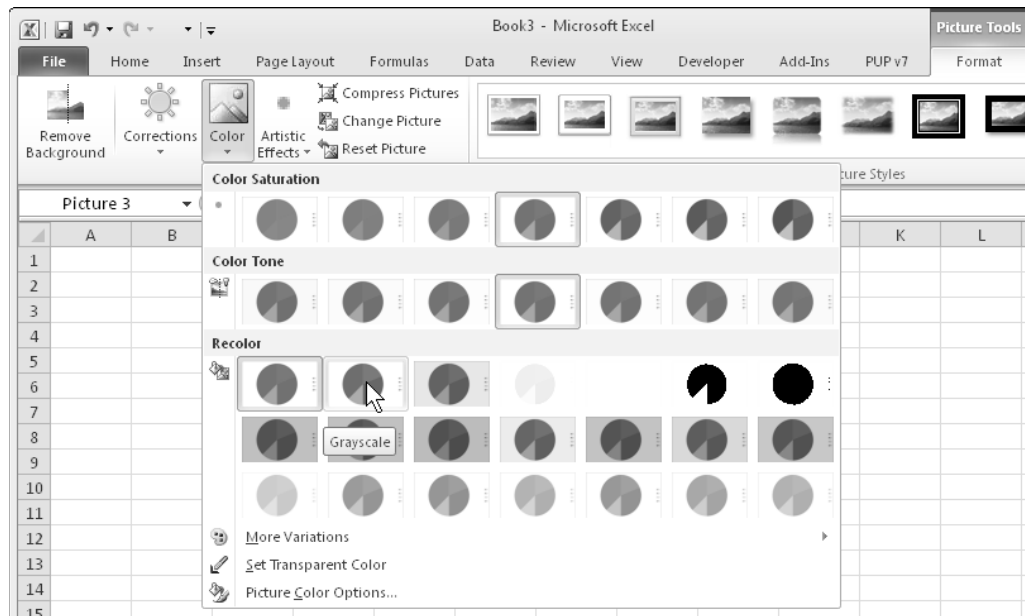 Book3 - Microsoft Excel
Picture Tools
File Home Insert Page Layout Formulas Data Review View Developer Add-Ins PUP v7 Format
Remove Background
Corrections
Color
Artistic Effects
Compress Pictures
Change Picture
Reset Picture
ture Styles
Picture 3
Color Saturation
A B K L
1
Color Tone
2
3
4
Recolor
5
6
7
8
Grayscale
9
10
11
12
More Variations
13
Set Transparent Color
14
Picture Color Options...
15